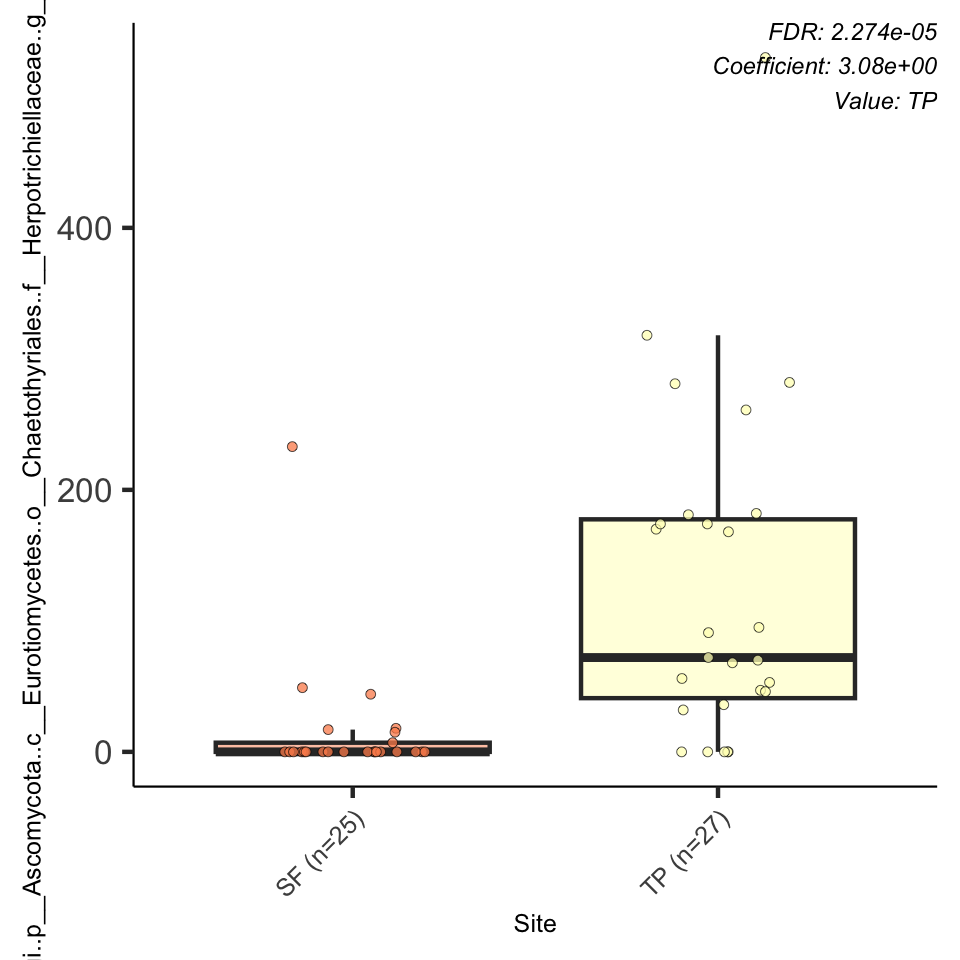 FDR: 2.274e-05
Coefficient: 3.08e+00
Value: TP
i..p__Ascomycota..c__Eurotiomycetes..o__Chaetothyriales..f__Herpotrichiellaceae..g_
400
200
0
SF (n=25)
TP (n=27)
Site